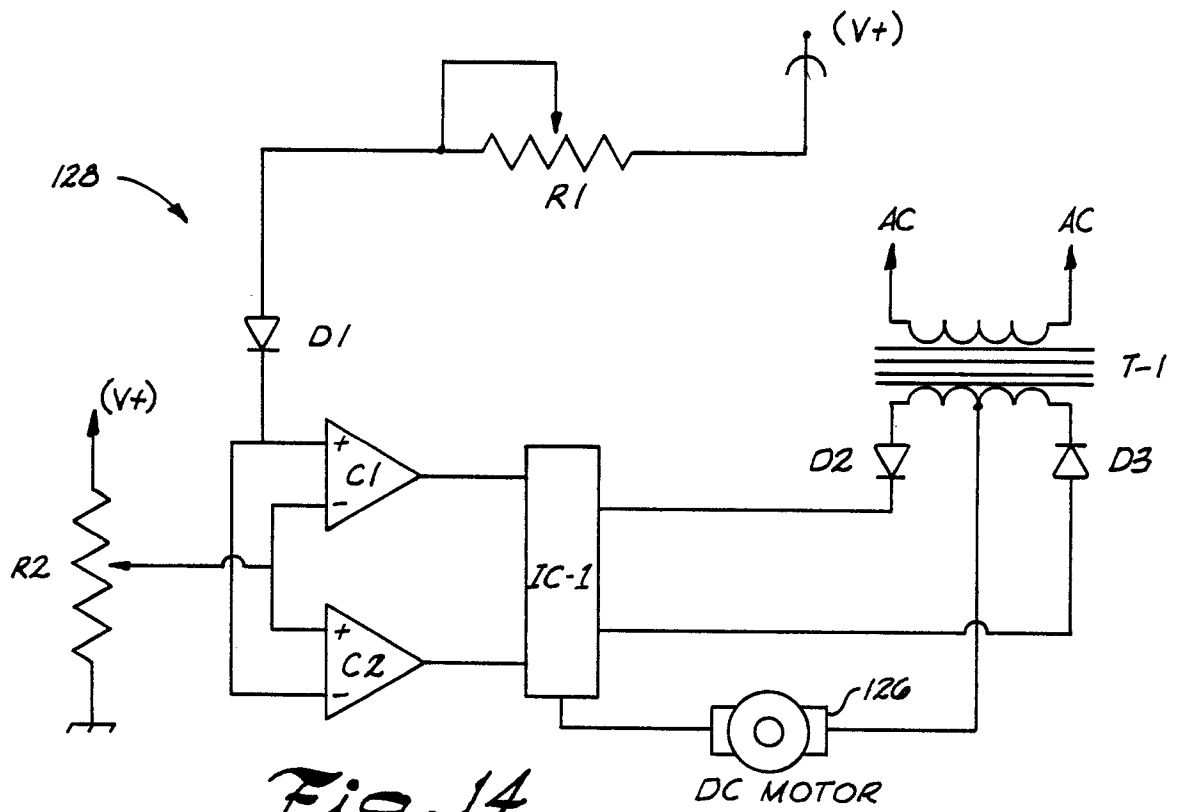 (V+)
128
R1
AC AC
D1
T-1
(V+)
+
C1
-
D2
D3
R2
IC-1
+
C2
-
126
DC MOTOR
Fig. 14